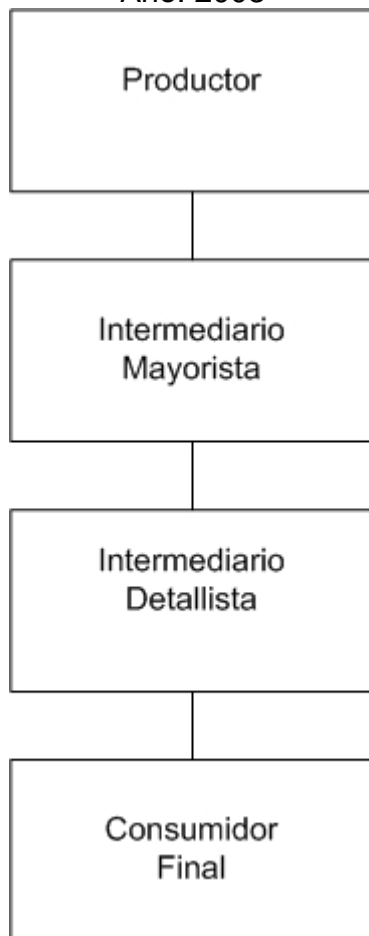 Productor
Intermediario
Mayorista
Intermediario
Detallista
Consumidor
Final